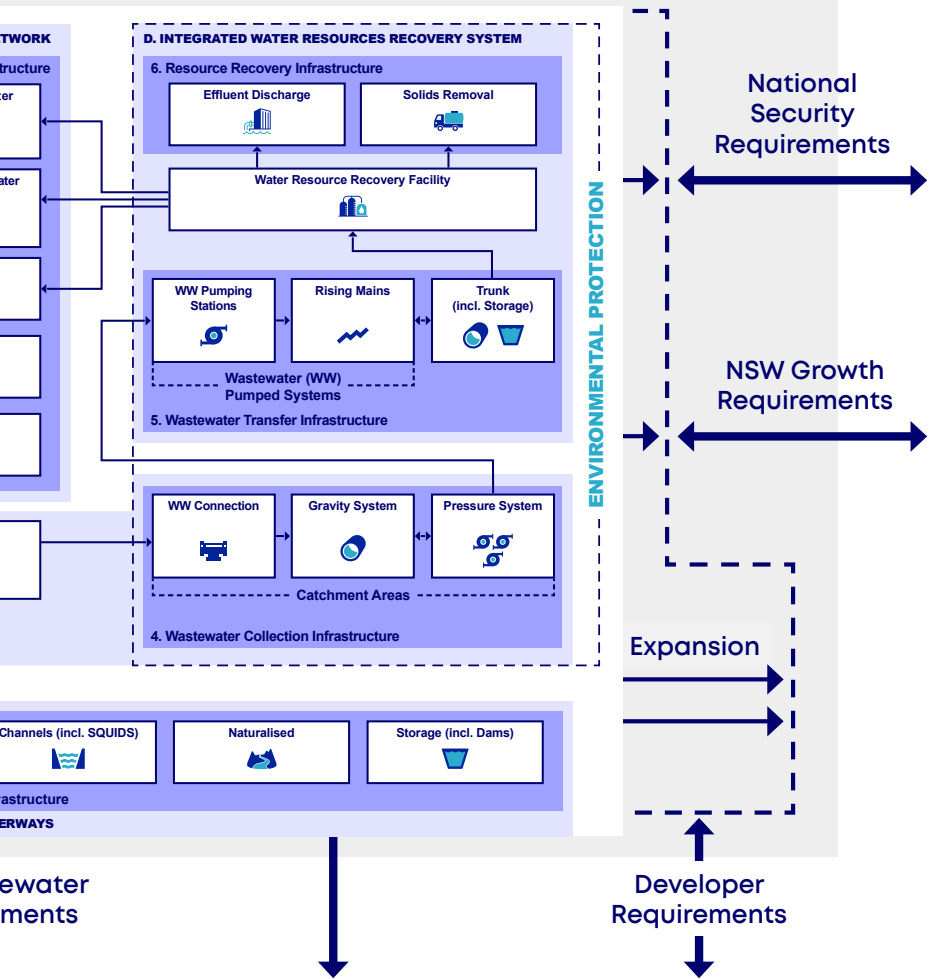 TWORK
tructure
ter
ater
D. INTEGRATED WATER RESOURCES RECOVERY SYSTEM
6. Resource Recovery Infrastructure
Effluent Discharge
Solids Removal
Water Resource Recovery Facility
WW Pumping
Stations
Rising Mains
Trunk
(incl. Storage)
Wastewater (WW)
Pumped Systems
5. Wastewater Transfer Infrastructure
WW Connection
Gravity System
Pressure System
Catchment Areas
4. Wastewater Collection Infrastructure
ENVIRONMENTAL PROTECTION
National
Security
Requirements
NSW Growth
Requirements
Expansion
Channels (incl. SQUIDS)
Naturalised
Storage (incl. Dams)
rastructure
ERWAYS
ewater
ments
Developer
Requirements